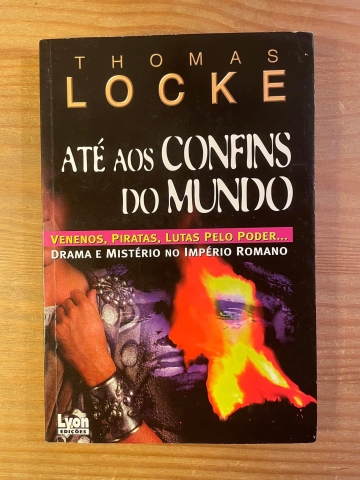 THOMAS
LOCKE
ATÉ AOS CONFINS
DO MUNDO
VENENOS, PIRATAS, LUTAS PELO PODER...
DRAMA E MISTÉRIO NO IMPÉRIO ROMANO
Lyon
EDIÇÕES